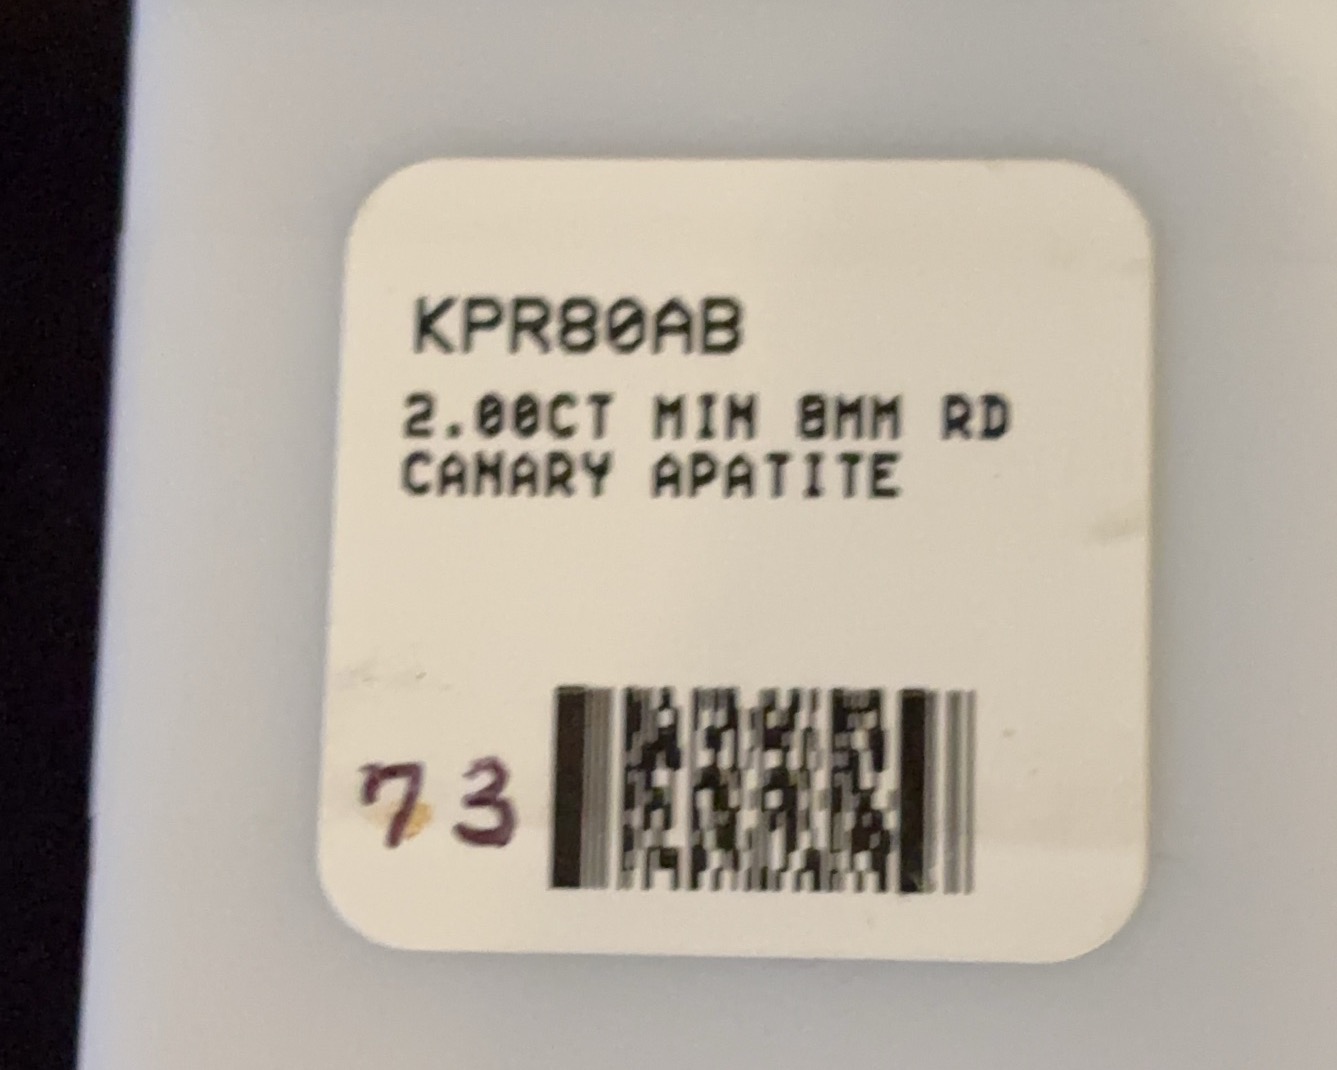 KPR80AB
2.00CT MIN 8MM RD
CANARY APATITE
73